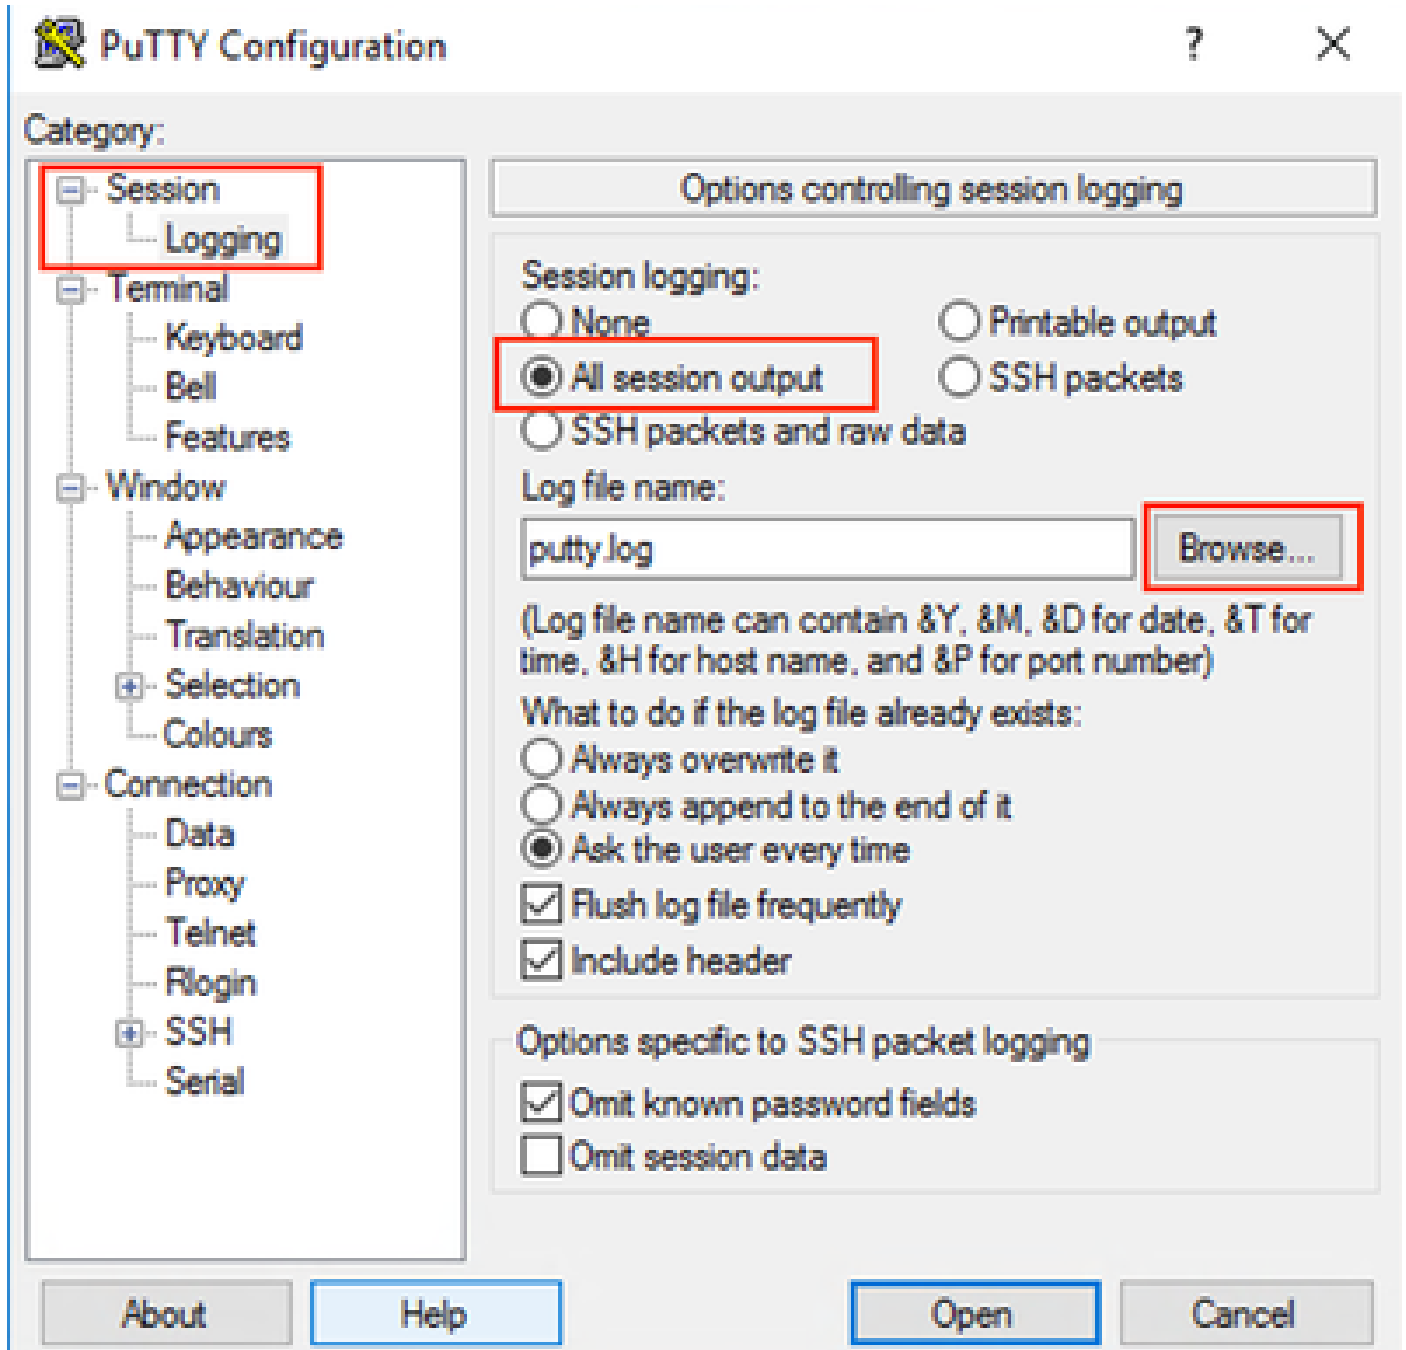 PuTTY Configuration
?
Category:
Session
Logging
Terminal
Keyboard
Bell
Features
Window
Appearance
Behaviour
Translation
Selection
Colours
Connection
Data
Proxy
Telnet
Rlogin
SSH
Serial
Options controlling session logging
Session logging:
None Printable output
All session output SSH packets
SSH packets and raw data
Log file name:
putty.log Browse...
(Log file name can contain &Y, &M, &D for date, &T for
time, &H for host name, and &P for port number)
What to do if the log file already exists:
Always overwrite it
Always append to the end of it
Ask the user every time
Flush log file frequently
Include header
Options specific to SSH packet logging
Omit known password fields
Omit session data
About Help Open Cancel